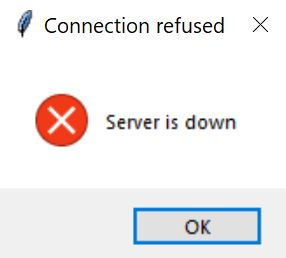 Connection refused
Server is down
OK